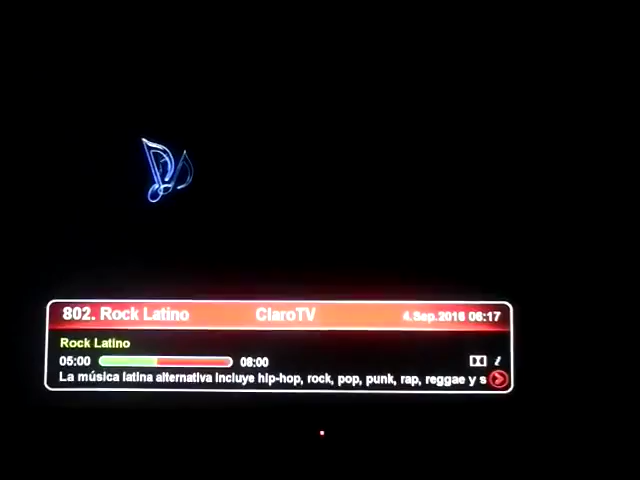 802. Rock Latino ClaroTV 4.Sep.2016 06:17
Rock Latino
05:00 08:00
La música latina alternativa incluye hip-hop, rock, pop, punk, rap, reggae y s